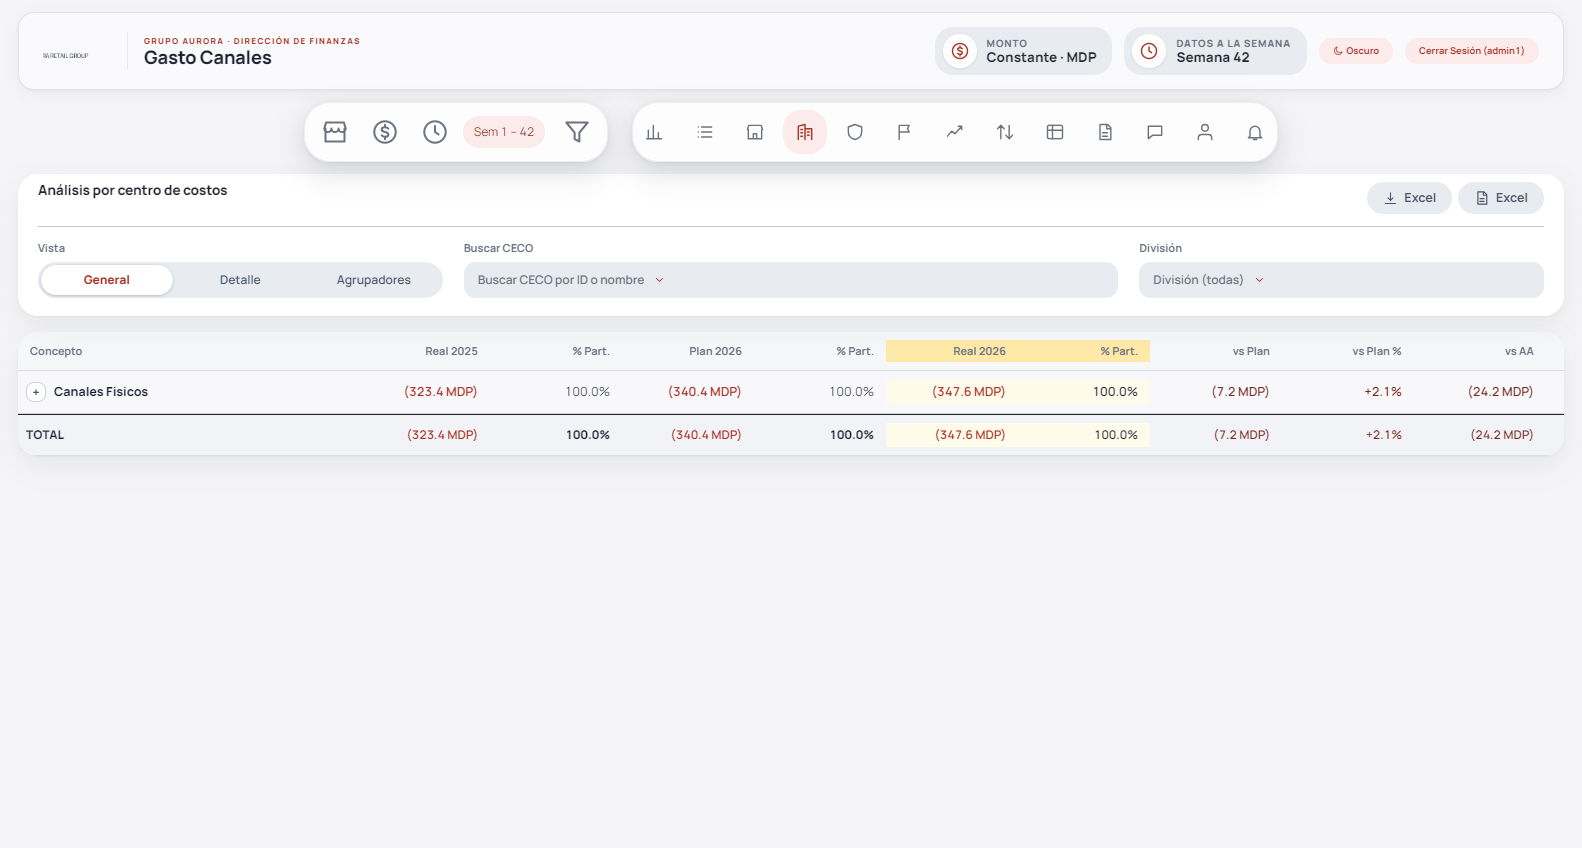 RETAIL GROUP
GRUPO AURORA · DIRECCIÓN DE FINANZAS
Gasto Canales
MONTO
Constante · MDP
DATOS A LA SEMANA
Semana 42
Oscuro
Cerrar Sesión (admin1)
Sem 1 – 42
Análisis por centro de costos
Excel
Excel
Vista
Buscar CECO
División
General
Detalle
Agrupadores
Buscar CECO por ID o nombre
División (todas)
Concepto Real 2025 % Part. Plan 2026 % Part. Real 2026 % Part. vs Plan vs Plan % vs AA
+ Canales Fisicos (323.4 MDP) 100.0% (340.4 MDP) 100.0% (347.6 MDP) 100.0% (7.2 MDP) +2.1% (24.2 MDP)
TOTAL (323.4 MDP) 100.0% (340.4 MDP) 100.0% (347.6 MDP) 100.0% (7.2 MDP) +2.1% (24.2 MDP)